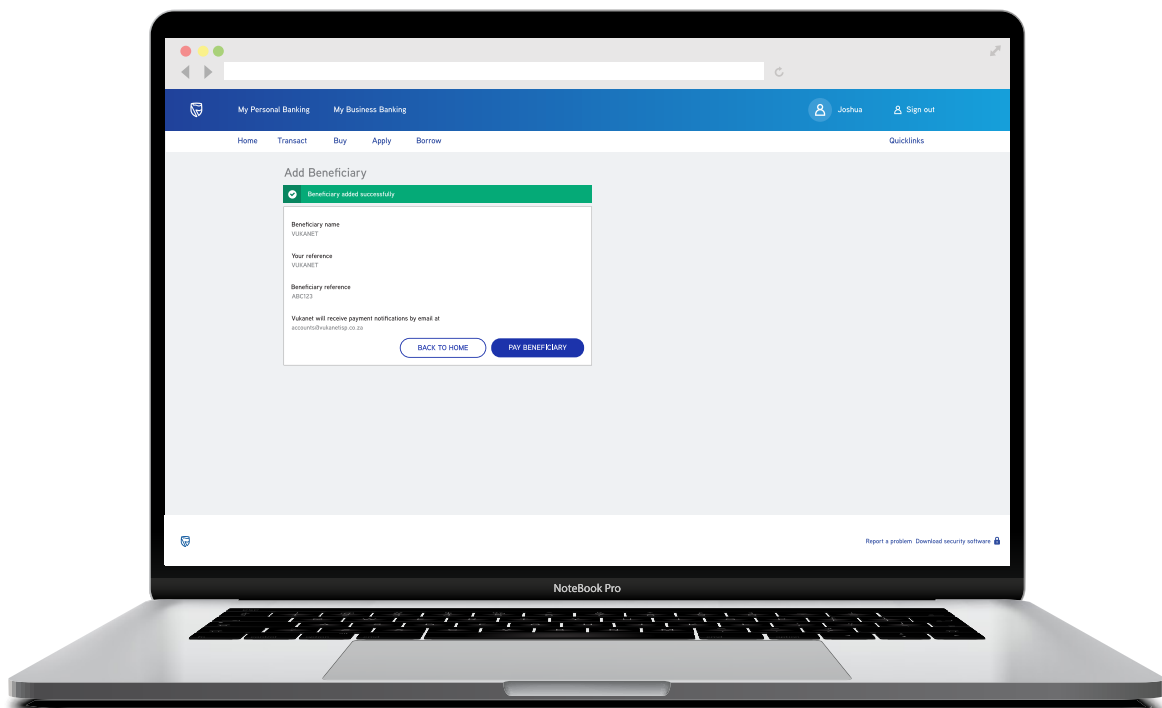 My Personal Banking My Business Banking Joshua Sign out
Home Transact Buy Apply Borrow Quicklinks
Add Beneficiary
Beneficiary added successfully
Beneficiary name
VUKANET
Your reference
VUKANET
Beneficiary reference
ABC123
Vukanet will receive payment notifications by email at
accounts@vukanetisp.co.za
BACK TO HOME PAY BENEFICIARY
Report a problem Download security software
NoteBook Pro